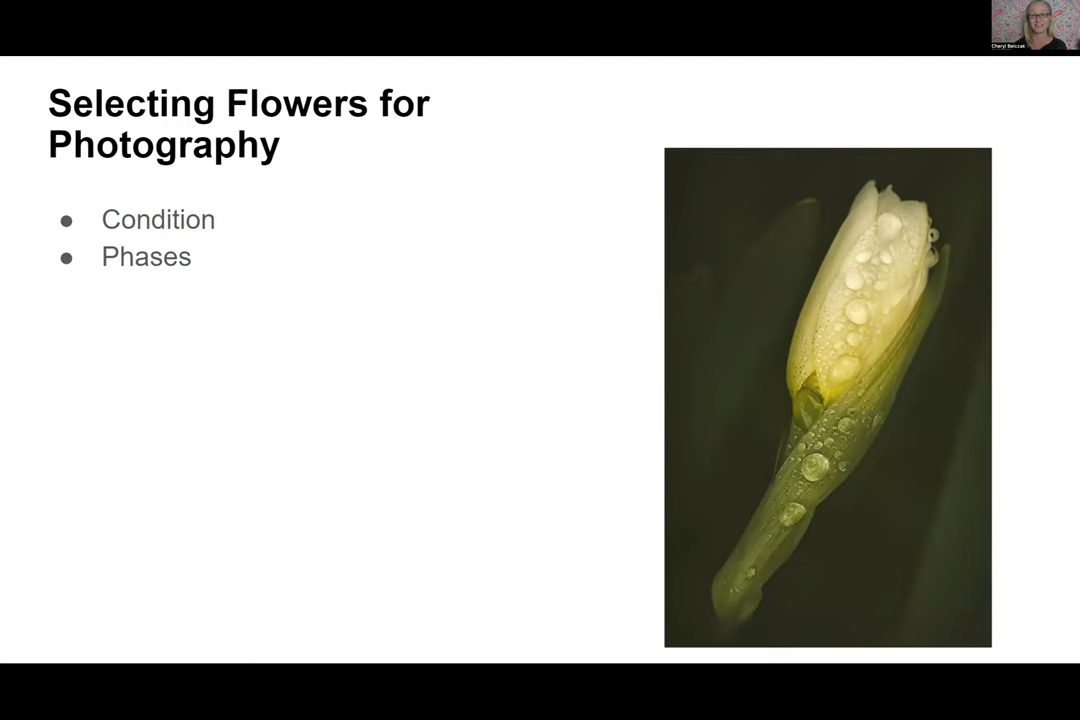 Cheryl Belczak
Selecting Flowers for
Photography
● Condition
● Phases